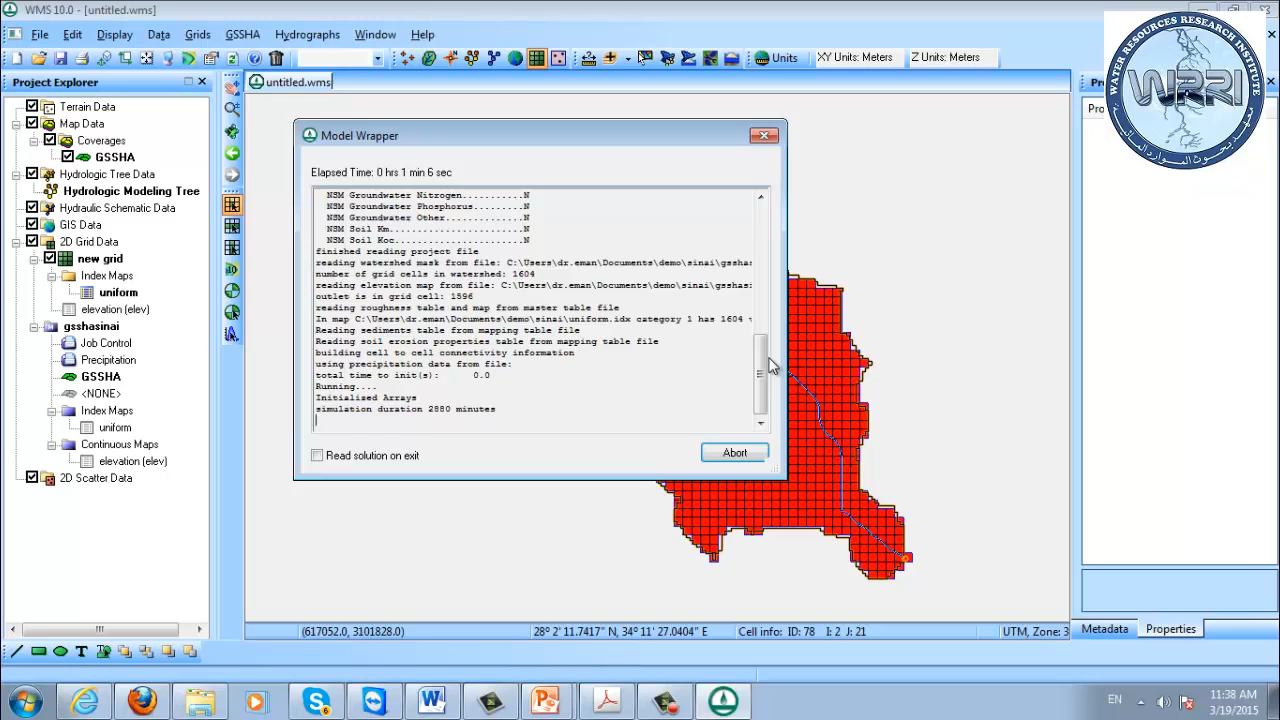 WMS 10.0 - [untitled.wms]
File Edit Display Data Grids GSSHA Hydrographs Window Help
Units XY Units: Meters Z Units: Meters
Project Explorer
untitled.wms
Terrain Data
Map Data
Coverages
GSSHA
Hydrologic Tree Data
Hydrologic Modeling Tree
Hydraulic Schematic Data
GIS Data
2D Grid Data
new grid
Index Maps
uniform
elevation (elev)
gsshasinai
Job Control
Precipitation
GSSHA
<NONE>
Index Maps
uniform
Continuous Maps
elevation (elev)
2D Scatter Data
Model Wrapper
Elapsed Time: 0 hrs 1 min 6 sec
NSM Groundwater Nitrogen..........N
NSM Groundwater Phosphorus........N
NSM Groundwater Other.............N
NSM Soil Km.......................N
NSM Soil Koc......................N
finished reading project file
reading watershed mask from file: C:\Users\dr.eman\Documents\demo\sinai\gsshas
number of grid cells in watershed: 1604
reading elevation map from file: C:\Users\dr.eman\Documents\demo\sinai\gsshas
outlet is in grid cell: 1596
reading roughness table and map from master table file
In map C:\Users\dr.eman\Documents\demo\sinai\uniform.idx category 1 has 1604 v
Reading sediments table from mapping table file
Reading soil erosion properties table from mapping table file
building cell to cell connectivity information
using precipitation data from file:
total time to init(s): 0.0
Running....
Initialized Arrays
simulation duration 2880 minutes
Read solution on exit
Abort
WATER RESOURCES RESEARCH INSTITUTE
WRRI
معهد بحوث الموارد المائية
(617052.0, 3101828.0) 28° 2' 11.7417" N, 34° 11' 27.0404" E Cell info: ID: 78 I: 2 J: 21 UTM, Zone: 3
Metadata Properties
EN
11:38 AM
3/19/2015